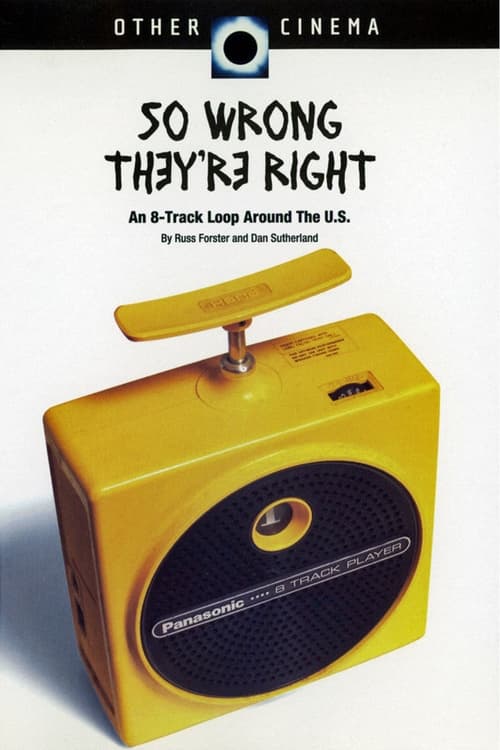 OTHER CINEMA
SO WRONG
THEY'RE RIGHT
An 8-Track Loop Around The U.S.
By Russ Forster and Dan Sutherland
Panasonic •••• 8 TRACK PLAYER